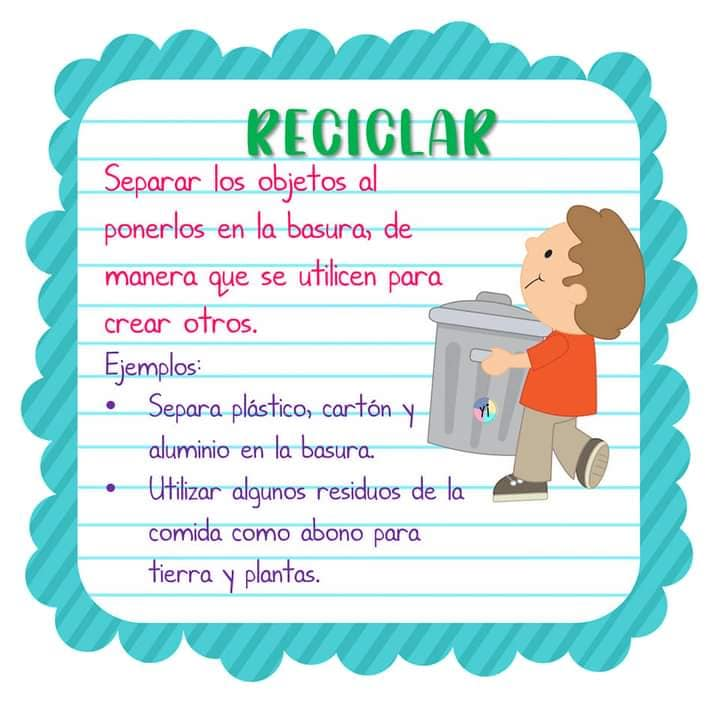 RECICLAR
Separar los objetos al
ponerlos en la basura, de
manera que se utilicen para
crear otros.
Ejemplos:
• Separa plástico, cartón y
aluminio en la basura.
• Utilizar algunos residuos de la
comida como abono para
tierra y plantas.
yi